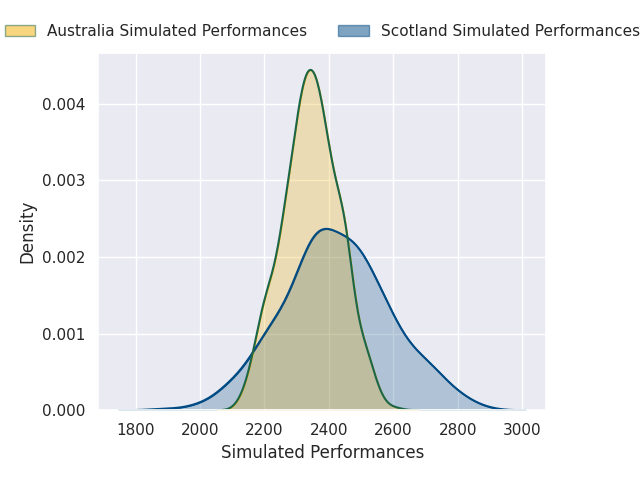 Australia Simulated Performances Scotland Simulated Performances
0.004
0.003
0.002
0.001
0.000
Density
1800 2000 2200 2400 2600 2800 3000
Simulated Performances